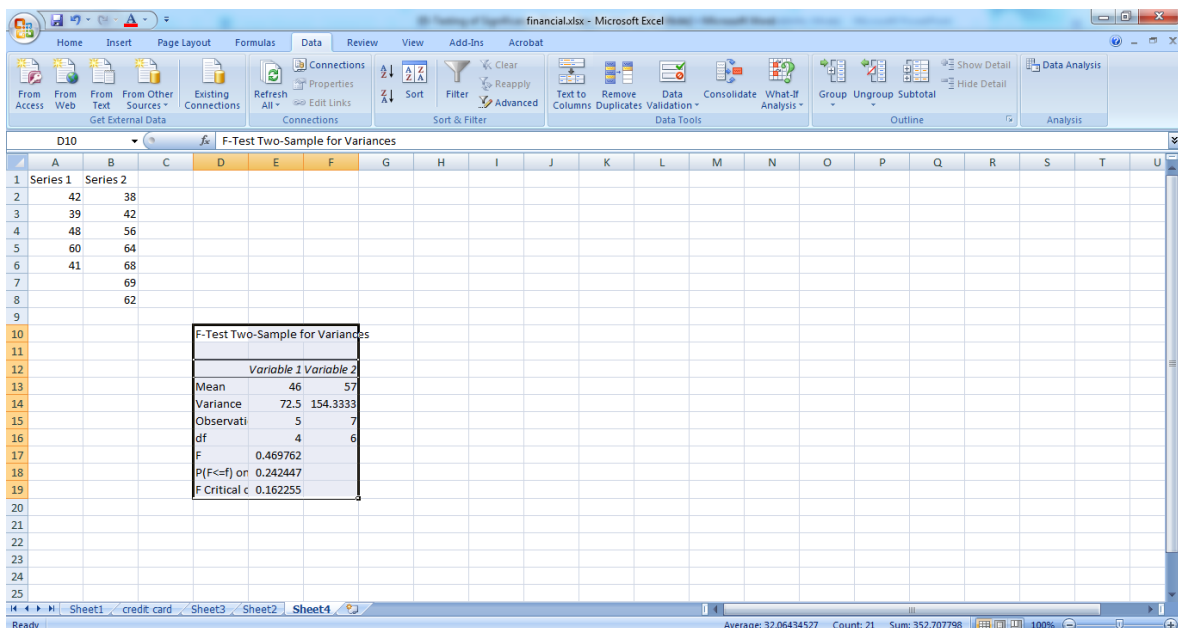 financial.xlsx - Microsoft Excel
Home Insert Page Layout Formulas Data Review View Add-Ins Acrobat
From Access
From Web
From Text
From Other Sources
Existing Connections
Refresh All
Connections
Properties
Edit Links
Sort
Filter
Clear
Reapply
Advanced
Text to Columns
Remove Duplicates
Data Validation
Consolidate
What-If Analysis
Group
Ungroup
Subtotal
Show Detail
Hide Detail
Data Analysis
Get External Data Connections Sort & Filter Data Tools Outline Analysis
D10 fx F-Test Two-Sample for Variances
A B C D E F G H I J K L M N O P Q R S T U
1 Series 1 Series 2
2 42 38
3 39 42
4 48 56
5 60 64
6 41 68
7 69
8 62
9
10 F-Test Two-Sample for Variances
11
12 Variable 1 Variable 2
13 Mean 46 57
14 Variance 72.5 154.3333
15 Observati 5 7
16 df 4 6
17 F 0.469762
18 P(F<=f) on 0.242447
19 F Critical c 0.162255
20
21
22
23
24
25
Sheet1 credit card Sheet3 Sheet2 Sheet4
Ready Average: 32.06434527 Count: 21 Sum: 352.707798 100%